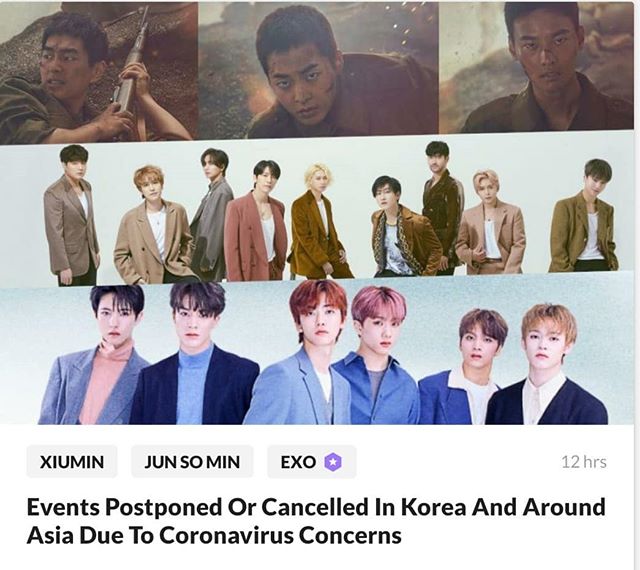 XIUMIN JUN SO MIN EXO 12 hrs
Events Postponed Or Cancelled In Korea And Around
Asia Due To Coronavirus Concerns